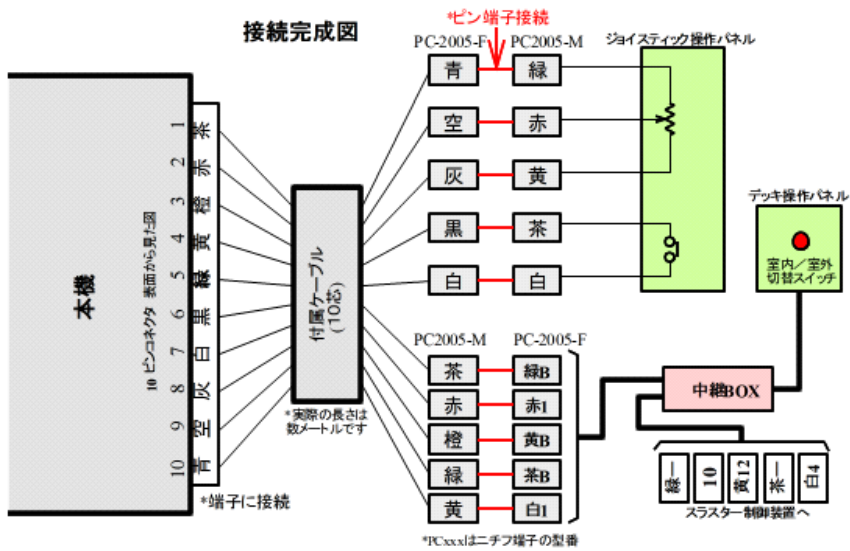 接続完成図
*ピン端子接続
PC-2005-F
PC2005-M
ジョイスティック操作パネル
青
緑
空
赤
灰
黄
黒
茶
白
白
デッキ操作パネル
室内／室外
切替スイッチ
本機
10 ピンコネクタ 表面から見た図
1 茶
2 赤
3 橙
4 黄
5 緑
6 黒
7 白
8 灰
9 空
10 青
*端子に接続
付属ケーブル
(10芯)
*実際の長さは
数メートルです
PC2005-M
PC-2005-F
茶
緑B
赤
赤1
橙
黄B
緑
茶B
黄
白1
中継BOX
緑一
10
黄12
茶一
白4
スラスター制御装置へ
*PCxxxはニチフ端子の型番